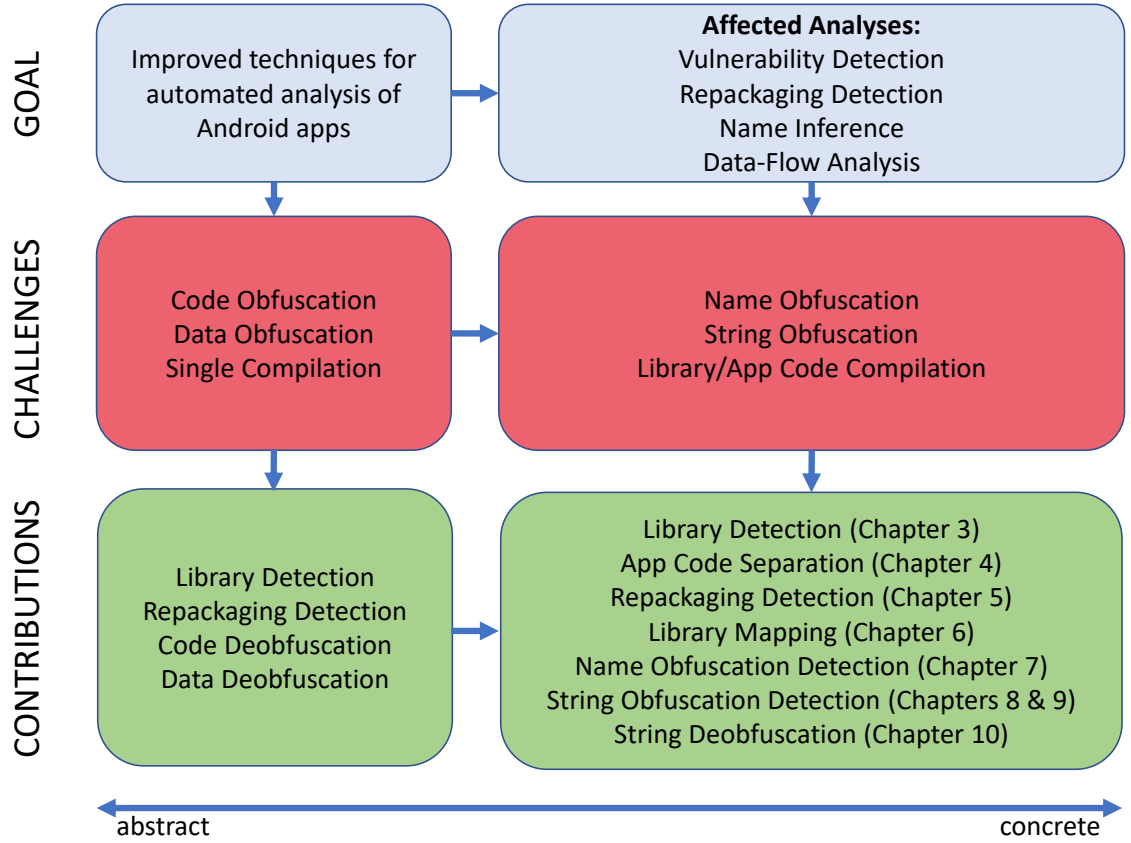 GOAL
Improved techniques for
automated analysis of
Android apps
Affected Analyses:
Vulnerability Detection
Repackaging Detection
Name Inference
Data-Flow Analysis
CHALLENGES
Code Obfuscation
Data Obfuscation
Single Compilation
Name Obfuscation
String Obfuscation
Library/App Code Compilation
CONTRIBUTIONS
Library Detection
Repackaging Detection
Code Deobfuscation
Data Deobfuscation
Library Detection (Chapter 3)
App Code Separation (Chapter 4)
Repackaging Detection (Chapter 5)
Library Mapping (Chapter 6)
Name Obfuscation Detection (Chapter 7)
String Obfuscation Detection (Chapters 8 & 9)
String Deobfuscation (Chapter 10)
abstract
concrete